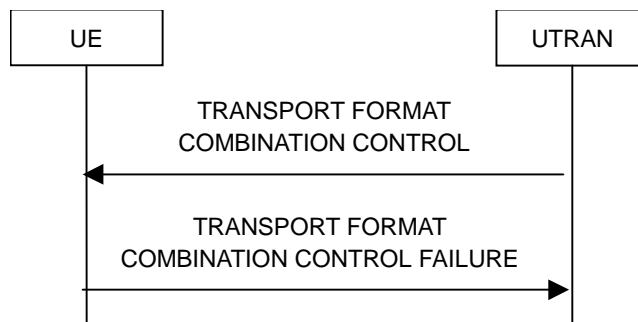 UE
UTRAN
TRANSPORT FORMAT
COMBINATION CONTROL
TRANSPORT FORMAT
COMBINATION CONTROL FAILURE